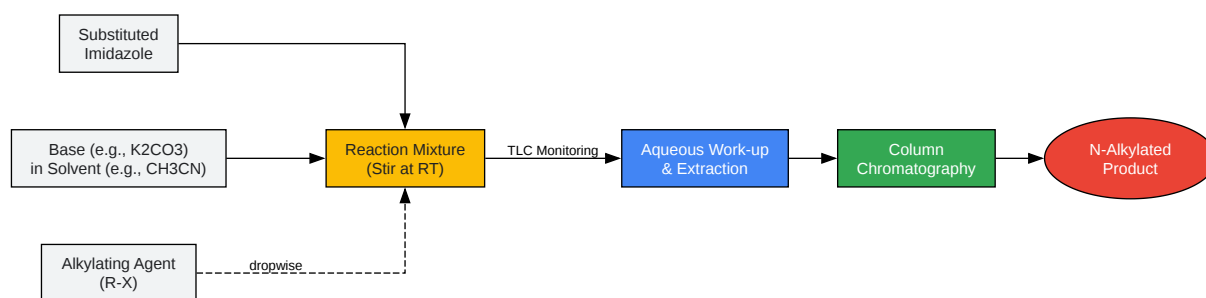 Substituted
Imidazole
Base (e.g., K2CO3)
in Solvent (e.g., CH3CN)
Reaction Mixture
(Stir at RT)
TLC Monitoring
Aqueous Work-up
& Extraction
Column
Chromatography
N-Alkylated
Product
Alkylating Agent
(R-X)
dropwise